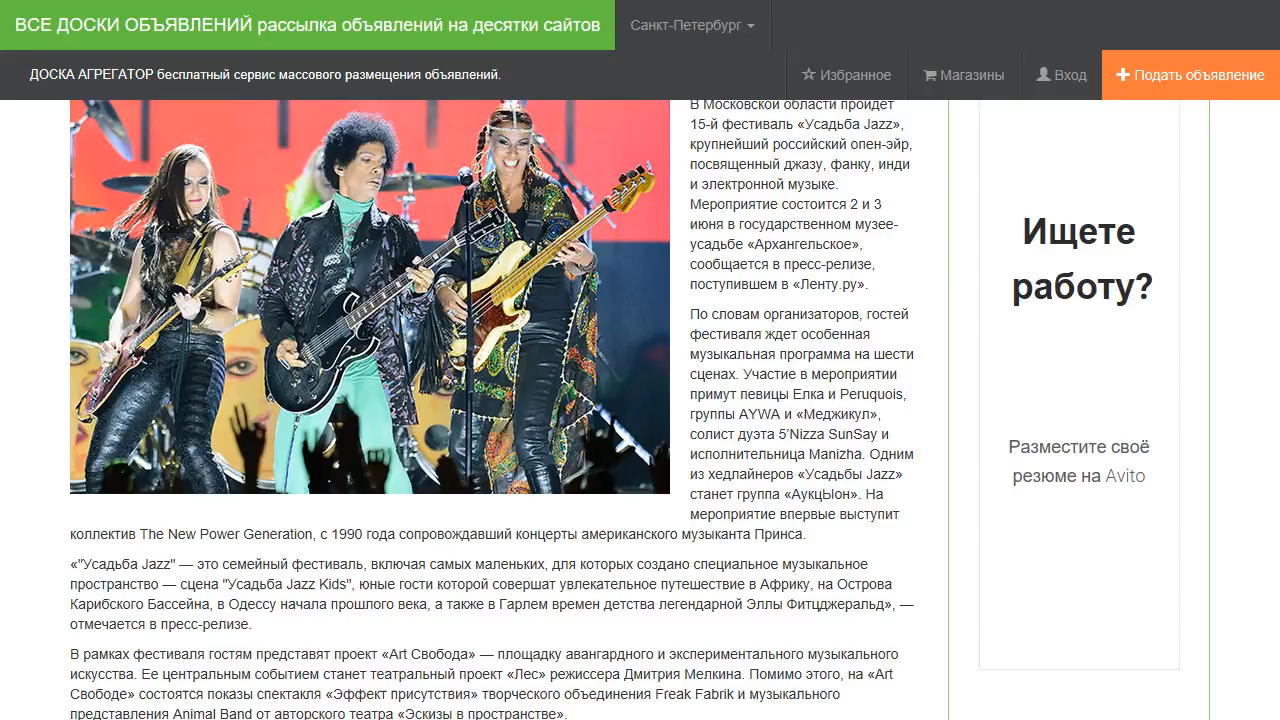 ВСЕ ДОСКИ ОБЪЯВЛЕНИЙ рассылка объявлений на десятки сайтов
Санкт-Петербург
ДОСКА АГРЕГАТОР бесплатный сервис массового размещения объявлений.
Избранное
Магазины
Вход
Подать объявление
В Московской области пройдет
15-й фестиваль «Усадьба Jazz»,
крупнейший российский опен-эйр,
посвященный джазу, фанку, инди
и электронной музыке.
Мероприятие состоится 2 и 3
июня в государственном музее-
усадьбе «Архангельское»,
сообщается в пресс-релизе,
поступившем в «Ленту.ру».
По словам организаторов, гостей
фестиваля ждет особенная
музыкальная программа на шести
сценах. Участие в мероприятии
примут певицы Елка и Peruquois,
группы AYWA и «Меджикул»,
солист дуэта 5’Nizza SunSay и
исполнительница Manizha. Одним
из хедлайнеров «Усадьбы Jazz»
станет группа «АукцЫон». На
мероприятие впервые выступит
коллектив The New Power Generation, с 1990 года сопровождавший концерты американского музыканта Принса.
«"Усадьба Jazz" — это семейный фестиваль, включая самых маленьких, для которых создано специальное музыкальное
пространство — сцена "Усадьба Jazz Kids", юные гости которой совершат увлекательное путешествие в Африку, на Острова
Карибского Бассейна, в Одессу начала прошлого века, а также в Гарлем времен детства легендарной Эллы Фитцджеральд», —
отмечается в пресс-релизе.
В рамках фестиваля гостям представят проект «Art Свобода» — площадку авангардного и экспериментального музыкального
искусства. Ее центральным событием станет театральный проект «Лес» режиссера Дмитрия Мелкина. Помимо этого, на «Art
Свободе» состоятся показы спектакля «Эффект присутствия» творческого объединения Freak Fabrik и музыкального
представления Animal Band от авторского театра «Эскизы в пространстве».
Ищете
работу?
Разместите своё
резюме на Avito